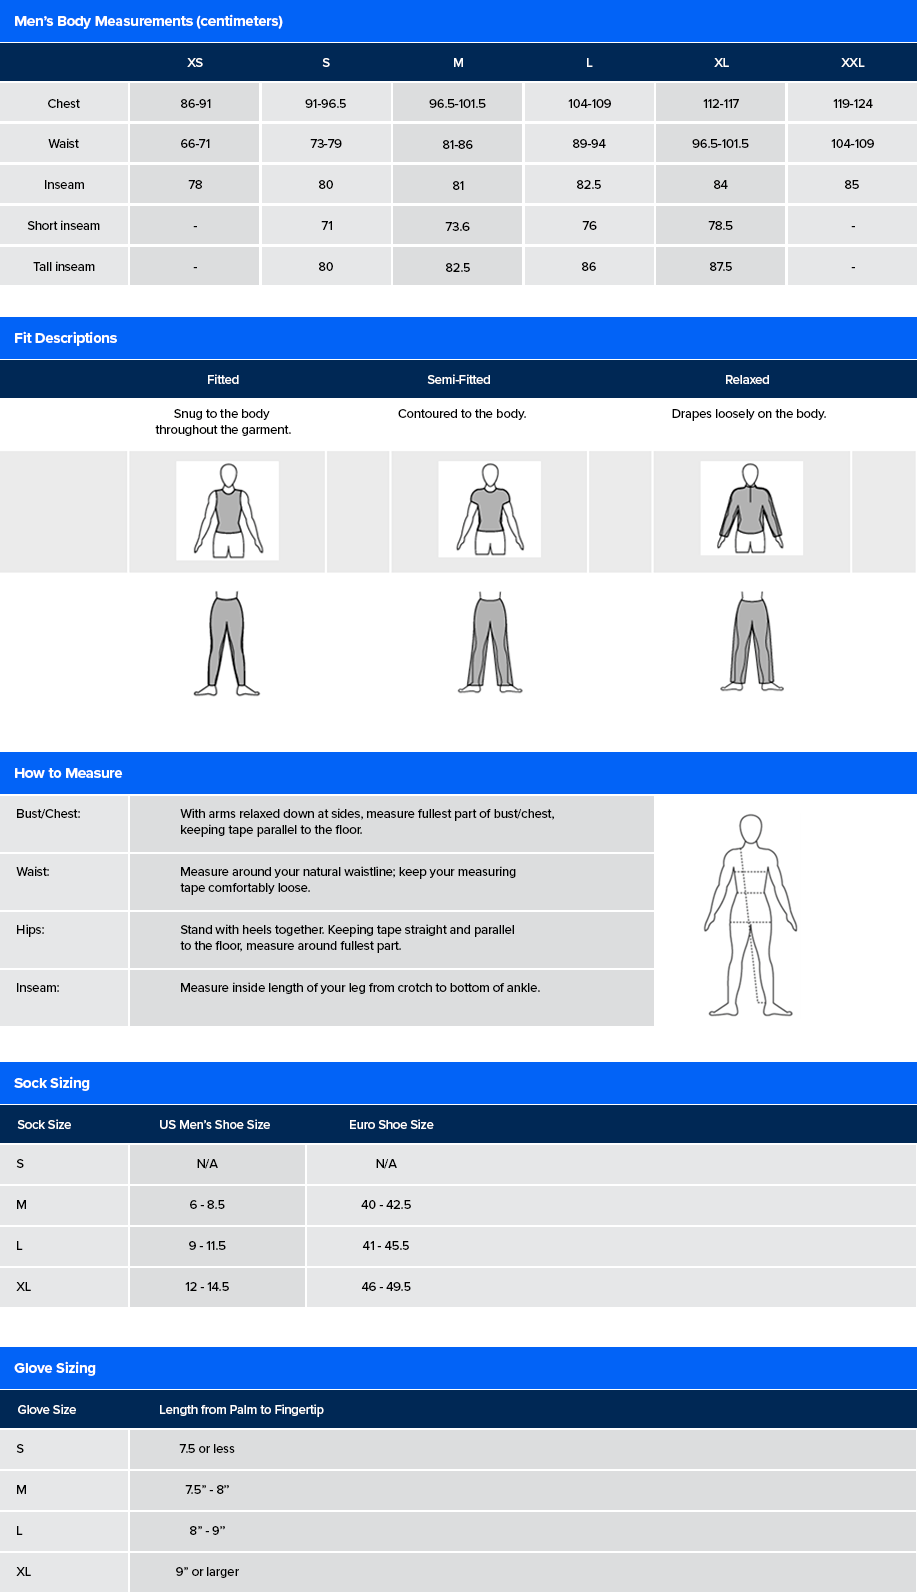 Men’s Body Measurements (centimeters)
XS S M L XL XXL
Chest 86-91 91-96.5 96.5-101.5 104-109 112-117 119-124
Waist 66-71 73-79 81-86 89-94 96.5-101.5 104-109
Inseam 78 80 81 82.5 84 85
Short inseam - 71 73.6 76 78.5 -
Tall inseam - 80 82.5 86 87.5 -
Fit Descriptions
Fitted Semi-Fitted Relaxed
Snug to the body Contoured to the body. Drapes loosely on the body.
throughout the garment.
How to Measure
Bust/Chest: With arms relaxed down at sides, measure fullest part of bust/chest,
keeping tape parallel to the floor.
Waist: Measure around your natural waistline; keep your measuring
tape comfortably loose.
Hips: Stand with heels together. Keeping tape straight and parallel
to the floor, measure around fullest part.
Inseam: Measure inside length of your leg from crotch to bottom of ankle.
Sock Sizing
Sock Size US Men’s Shoe Size Euro Shoe Size
S N/A N/A
M 6 - 8.5 40 - 42.5
L 9 - 11.5 41 - 45.5
XL 12 - 14.5 46 - 49.5
Glove Sizing
Glove Size Length from Palm to Fingertip
S 7.5 or less
M 7.5” - 8”
L 8” - 9”
XL 9” or larger